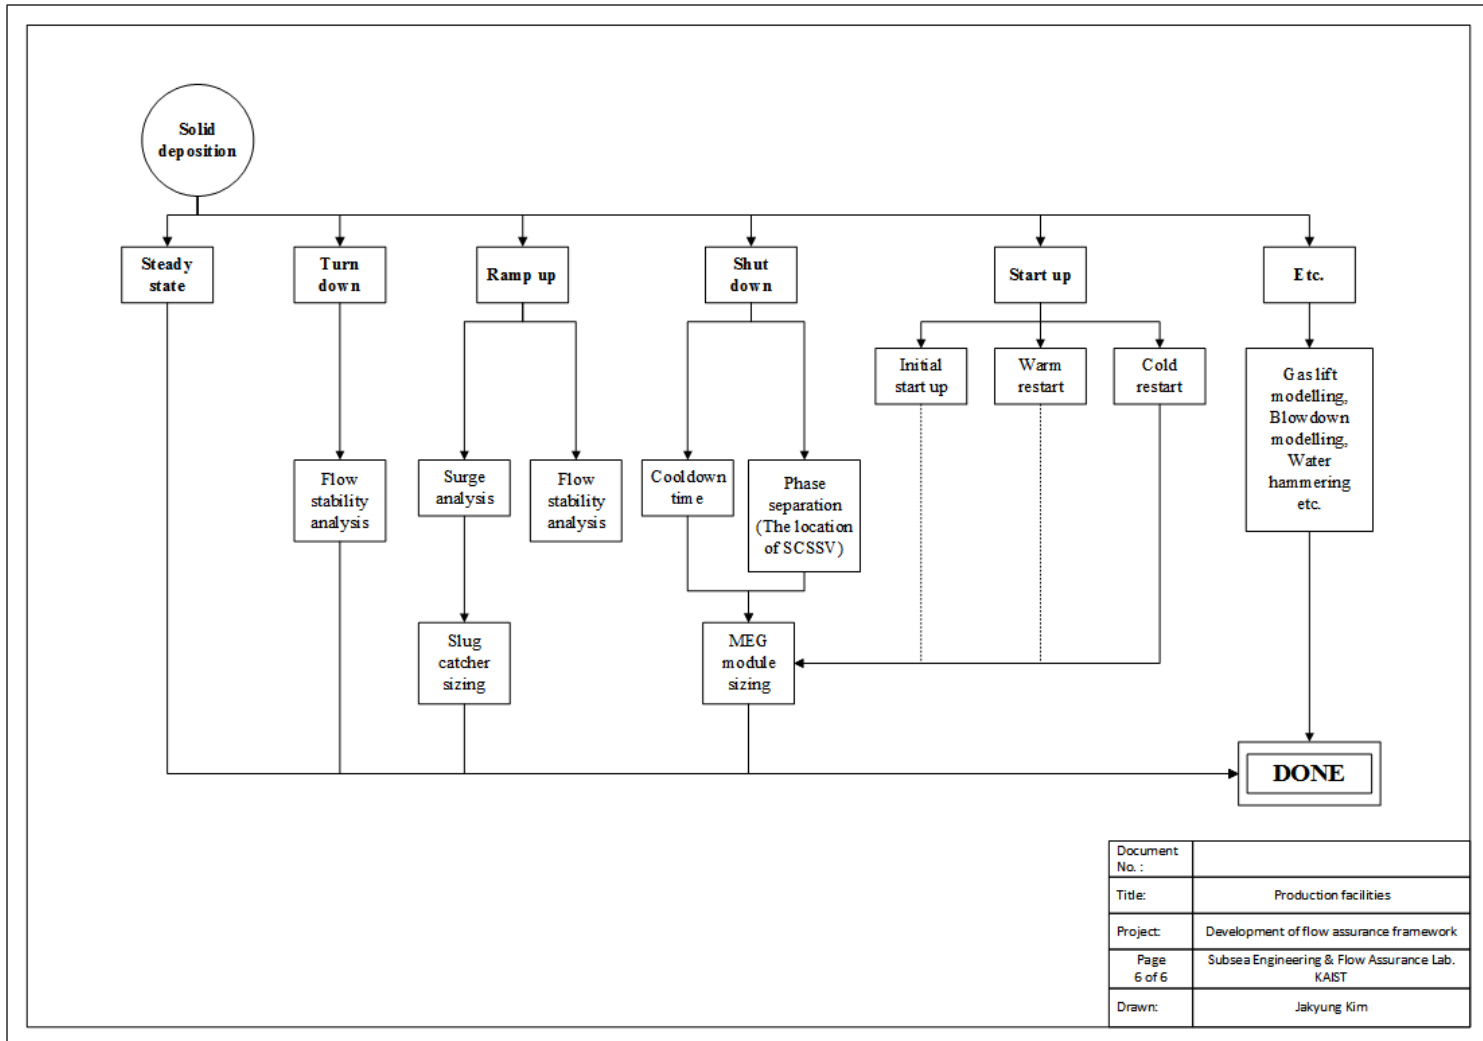 Solid
deposition
Steady
state
Turn
down
Ramp up
Shut
down
Start up
Etc.
Initial
start up
Warm
restart
Cold
restart
Gas lift
modelling,
Blowdown
modelling,
Water
hammering
etc.
Flow
stability
analysis
Surge
analysis
Flow
stability
analysis
Cooldown
time
Phase
separation
(The location
of SCSSV)
Slug
catcher
sizing
MEG
module
sizing
DONE
Document
No. :
Title:
Production facilities
Project:
Development of flow assurance framework
Page
6 of 6
Subsea Engineering & Flow Assurance Lab.
KAIST
Drawn:
Jakyung Kim